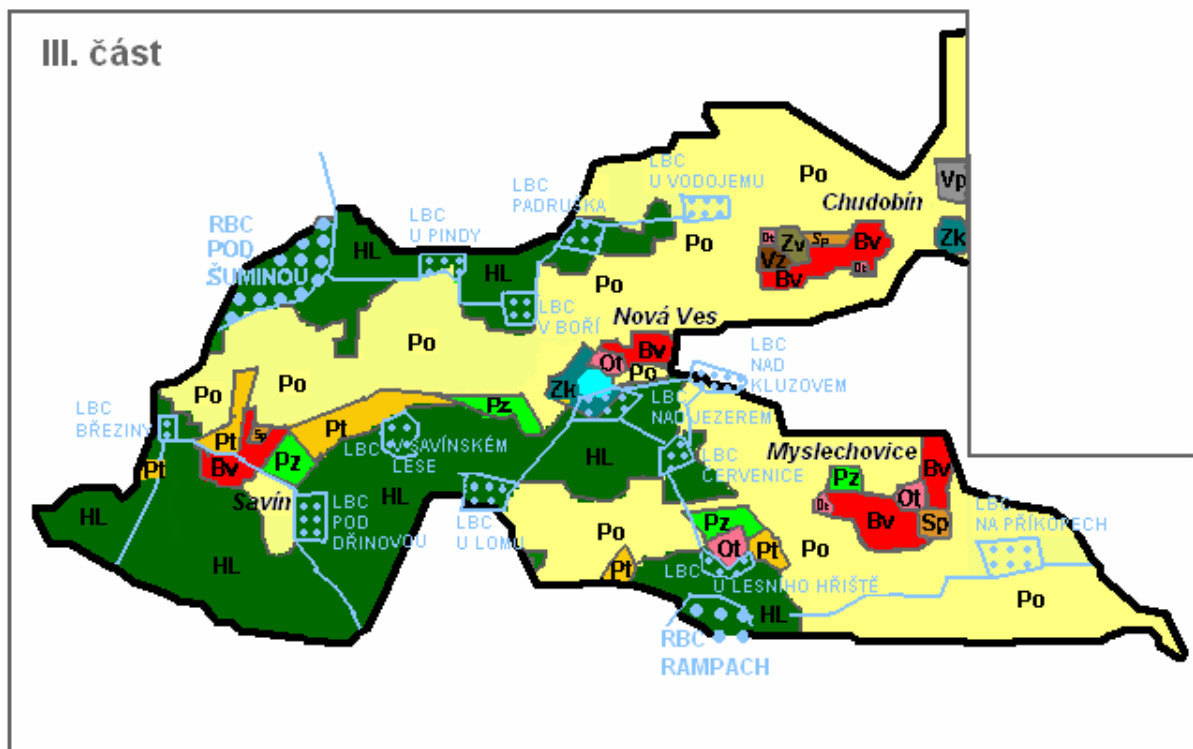 III. část
LBC
U VODOJEMU
Po
Vp
LBC
PADRUŠKA
Chudobín
RBC
POD
ŠUMINOU
LBC
U PINDY
HL
HL
Po
Ot
Zv
Sp
Bv
Zk
Vz
Ot
Bv
Po
LBC
V BOŘÍ
Nová Ves
Po
Bv
Ot
Po
LBC
NAD
KLUZOVEM
Po
Po
Zk
LBC
NAD JEZEREM
Pz
LBC
BŘEZINY
Pt
Sp
Pt
LBC V SAVÍNSKÉM
LESE
HL
Myslechovice
Bv
Pt
Bv
Pz
LBC
ČERVENICE
Pz
Ot
Ot
Savín
HL
LBC
POD
DŘINOVOU
HL
LBC
U LOMU
Po
Pz
Ot
Pt
Po
Bv
Sp
LBC
NA PŘÍKOPECH
HL
Pt
LBC
U LESNÍHO HŘIŠTĚ
HL
Po
RBC
RAMPACH